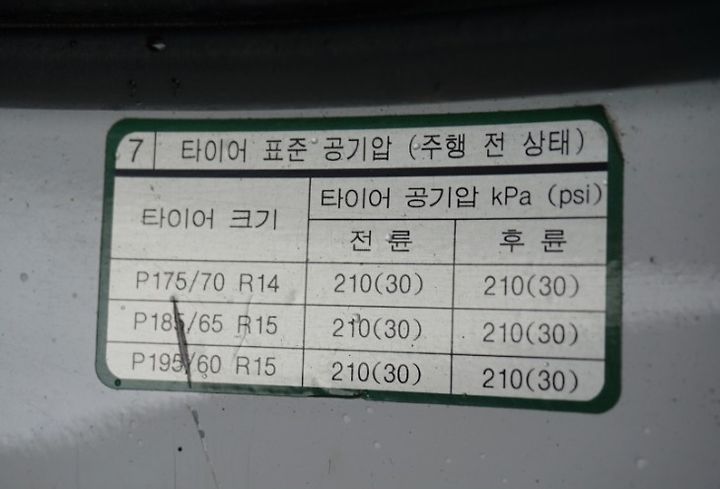 7 타이어 표준 공기압 (주행 전 상태)
타이어 크기 타이어 공기압 kPa (psi)
전 륜 후 륜
P175/70 R14 210(30) 210(30)
P185/65 R15 210(30) 210(30)
P195/60 R15 210(30) 210(30)